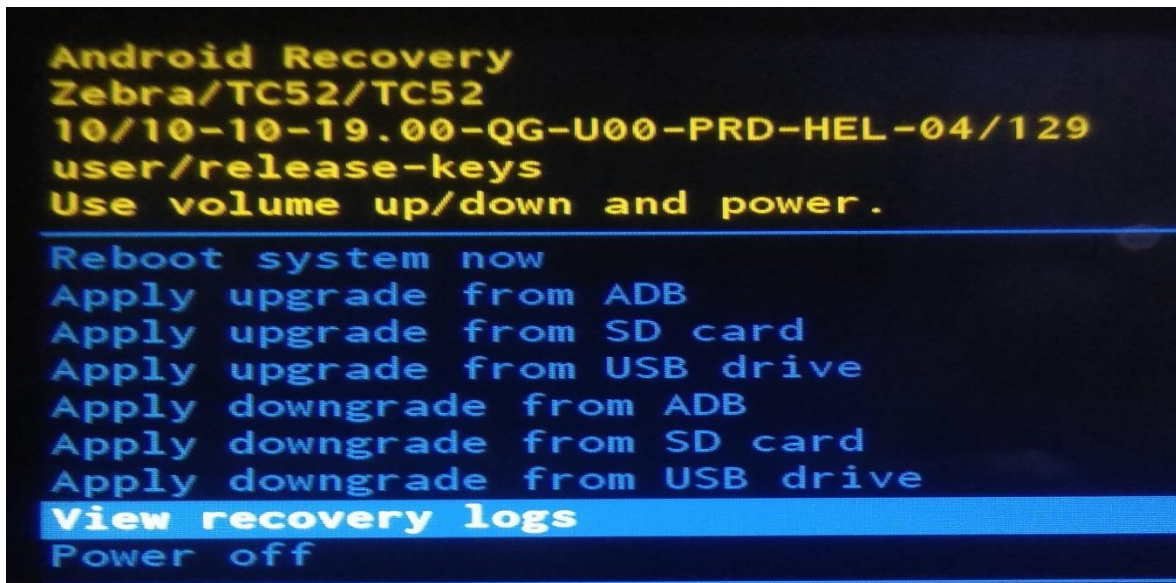 Android Recovery
Zebra/TC52/TC52
10/10-10-19.00-QG-U00-PRD-HEL-04/129
user/release-keys
Use volume up/down and power.
Reboot system now
Apply upgrade from ADB
Apply upgrade from SD card
Apply upgrade from USB drive
Apply downgrade from ADB
Apply downgrade from SD card
Apply downgrade from USB drive
View recovery logs
Power off